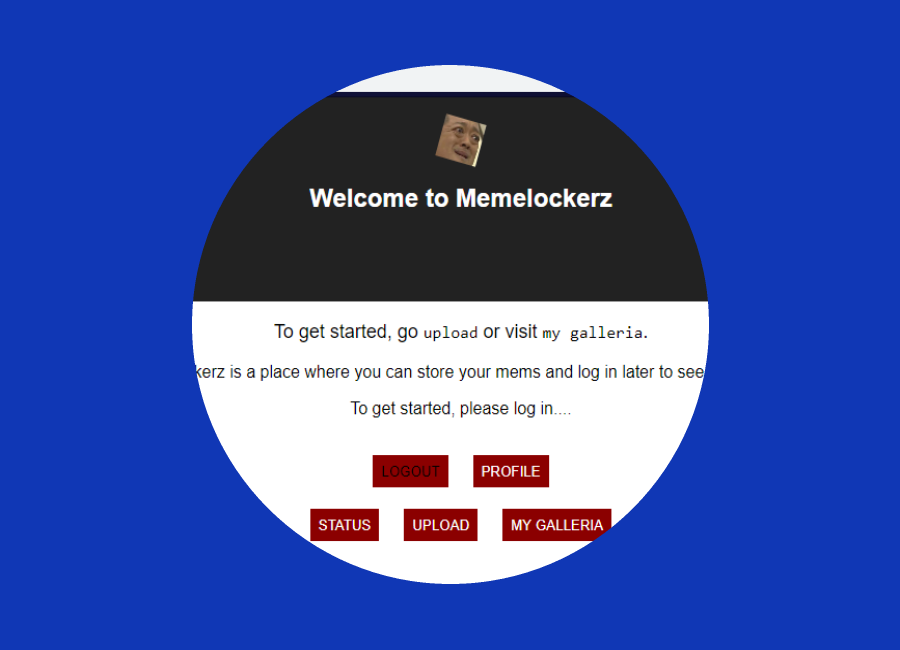 Welcome to Memelockerz
To get started, go upload or visit my galleria.
kerz is a place where you can store your mems and log in later to see
To get started, please log in....
LOGOUT PROFILE
STATUS UPLOAD MY GALLERIA